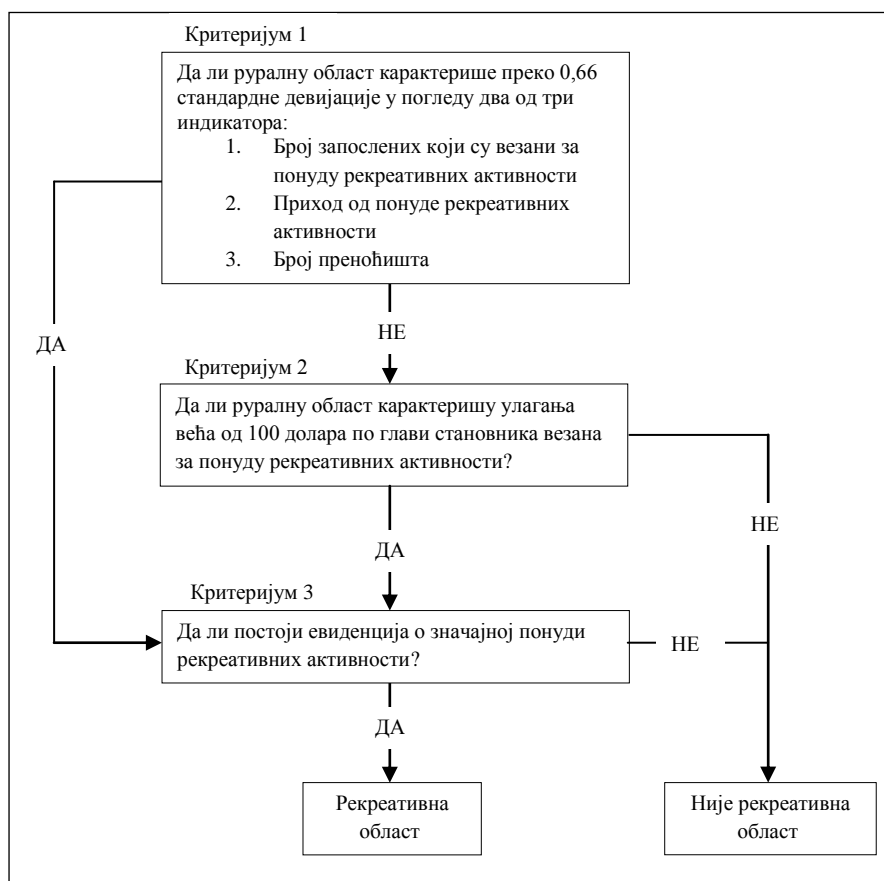 Критеријум 1
Да ли руралну област карактерише преко 0,66
стандардне девијације у погледу два од три
индикатора:
1. Број запослених који су везани за
понуду рекреативних активности
2. Приход од понуде рекреативних
активности
3. Број преноћишта
ДА
НЕ
Критеријум 2
Да ли руралну област карактеришу улагања
већа од 100 долара по глави становника везана
за понуду рекреативних активности?
НЕ
ДА
Критеријум 3
Да ли постоји евиденција о значајној понуди
рекреативних активности?
НЕ
ДА
Рекреативна
област
Није рекреативна
област